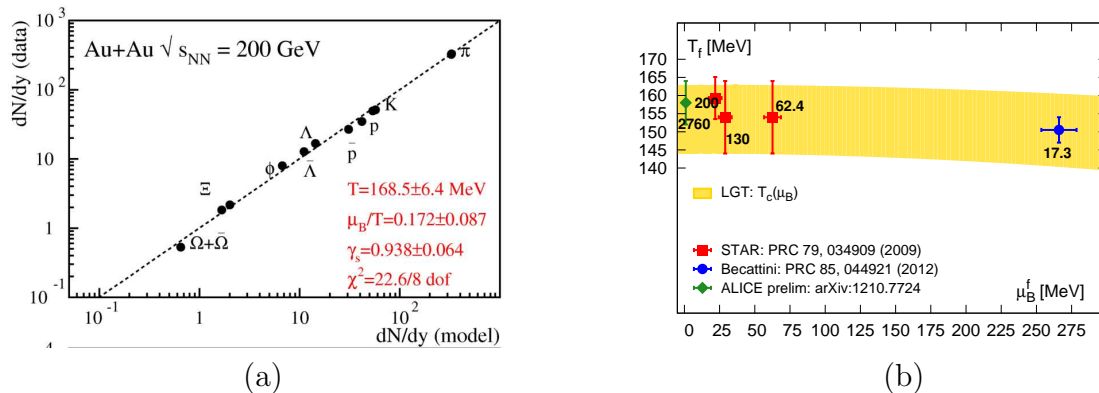 Au+Au √ s_NN = 200 GeV
dN/dy (data)
10^3
10^2
10
1
10^-1
π
K
p
p̄
Λ
Λ̄
ϕ
Ξ
Ω+Ω̄
T=168.5±6.4 MeV
μ_B/T=0.172±0.087
γ_s=0.938±0.064
χ^2=22.6/8 dof
10^-1 1 10 10^2
dN/dy (model)
4
(a)
T_f [MeV]
170
165
160
155
150
145
140
200
2760
130
62.4
17.3
LGT: T_c(μ_B)
STAR: PRC 79, 034909 (2009)
Becattini: PRC 85, 044921 (2012)
ALICE prelim: arXiv:1210.7724
μ_B^f [MeV]
0 25 50 75 100 125 150 175 200 225 250 275
(b)